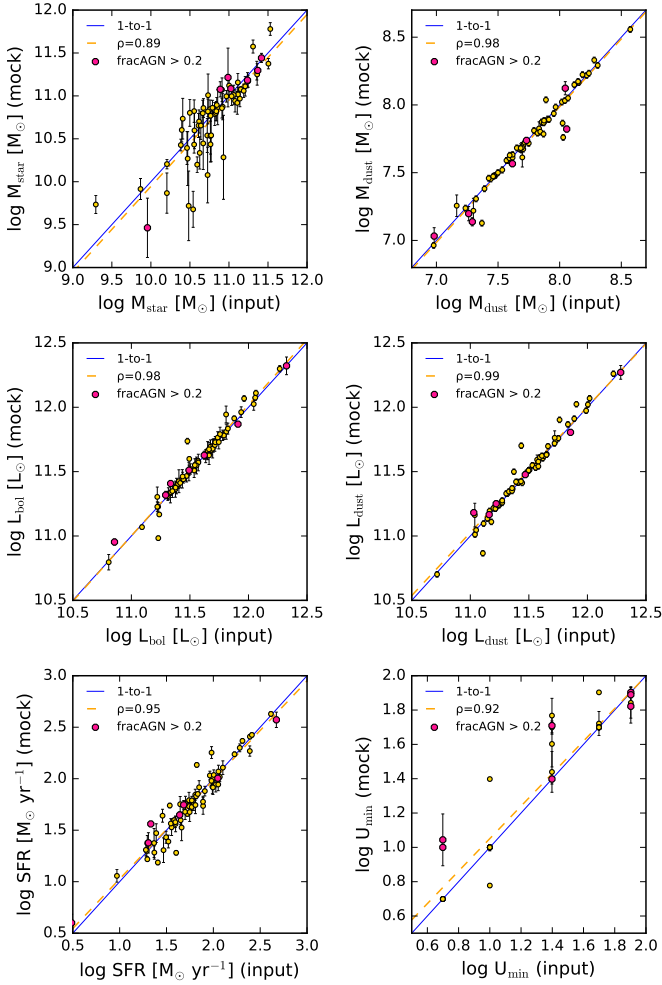 12.0
11.5
11.0
10.5
10.0
9.5
9.0
log M_star [M_⊙] (mock)
1-to-1
ρ=0.89
fracAGN > 0.2
9.0 9.5 10.0 10.5 11.0 11.5 12.0
log M_star [M_⊙] (input)
8.5
8.0
7.5
7.0
log M_dust [M_⊙] (mock)
1-to-1
ρ=0.98
fracAGN > 0.2
7.0 7.5 8.0 8.5
log M_dust [M_⊙] (input)
12.5
12.0
11.5
11.0
10.5
log L_bol [L_⊙] (mock)
1-to-1
ρ=0.98
fracAGN > 0.2
10.5 11.0 11.5 12.0 12.5
log L_bol [L_⊙] (input)
12.5
12.0
11.5
11.0
10.5
log L_dust [L_⊙] (mock)
1-to-1
ρ=0.99
fracAGN > 0.2
10.5 11.0 11.5 12.0 12.5
log L_dust [L_⊙] (input)
3.0
2.5
2.0
1.5
1.0
0.5
log SFR [M_⊙ yr⁻¹] (mock)
1-to-1
ρ=0.95
fracAGN > 0.2
0.5 1.0 1.5 2.0 2.5 3.0
log SFR [M_⊙ yr⁻¹] (input)
2.0
1.8
1.6
1.4
1.2
1.0
0.8
0.6
log U_min (mock)
1-to-1
ρ=0.92
fracAGN > 0.2
0.6 0.8 1.0 1.2 1.4 1.6 1.8 2.0
log U_min (input)